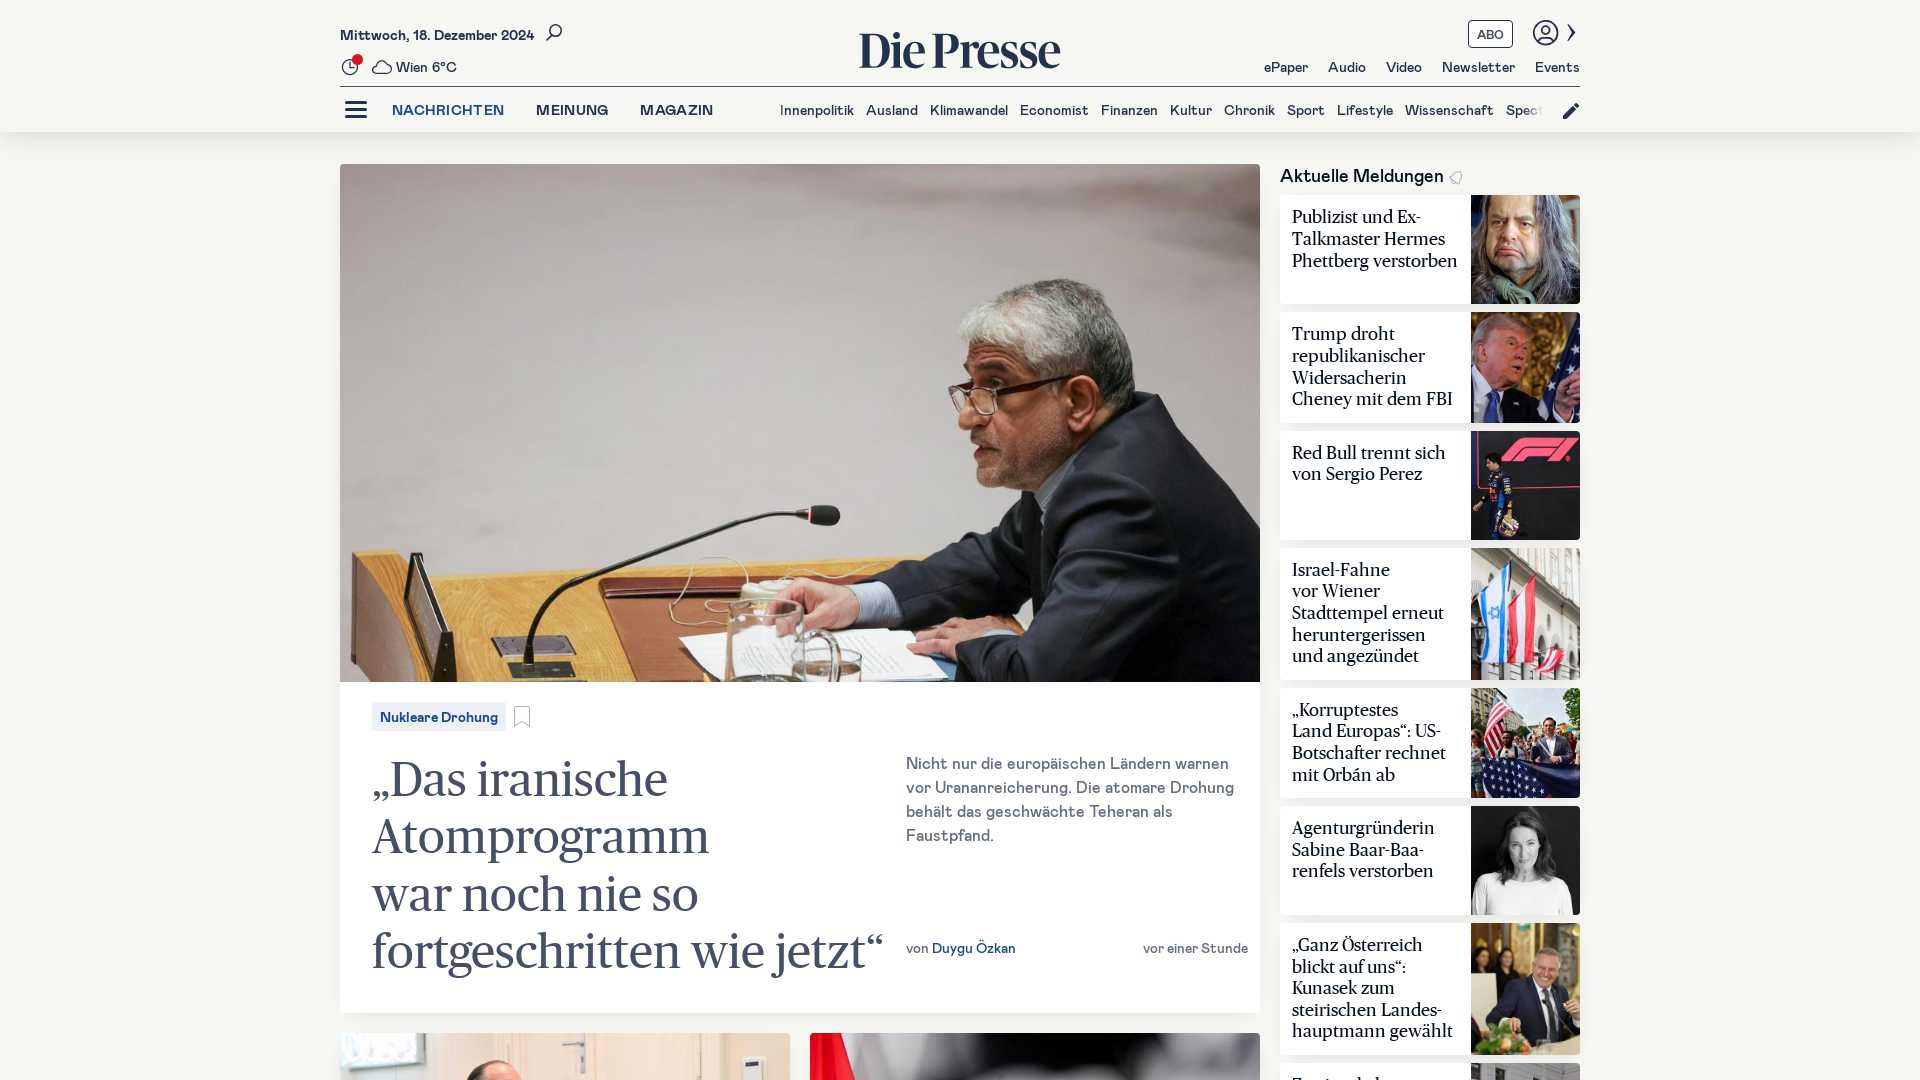 Mittwoch, 18. Dezember 2024
Wien 6°C
Die Presse
ABO
ePaper Audio Video Newsletter Events
NACHRICHTEN MEINUNG MAGAZIN
Innenpolitik Ausland Klimawandel Economist Finanzen Kultur Chronik Sport Lifestyle Wissenschaft Spect
Nukleare Drohung
„Das iranische
Atomprogramm
war noch nie so
fortgeschritten wie jetzt“
Nicht nur die europäischen Ländern warnen
vor Urananreicherung. Die atomare Drohung
behält das geschwächte Teheran als
Faustpfand.
von Duygu Özkan
vor einer Stunde
Aktuelle Meldungen
Publizist und Ex-
Talkmaster Hermes
Phettberg verstorben
Trump droht
republikanischer
Widersacherin
Cheney mit dem FBI
Red Bull trennt sich
von Sergio Perez
F1
Israel-Fahne
vor Wiener
Stadttempel erneut
heruntergerissen
und angezündet
„Korruptestes
Land Europas“: US-
Botschafter rechnet
mit Orbán ab
Agenturgründerin
Sabine Baar-Baa-
renfels verstorben
„Ganz Österreich
blickt auf uns“:
Kunasek zum
steirischen Landes-
hauptmann gewählt